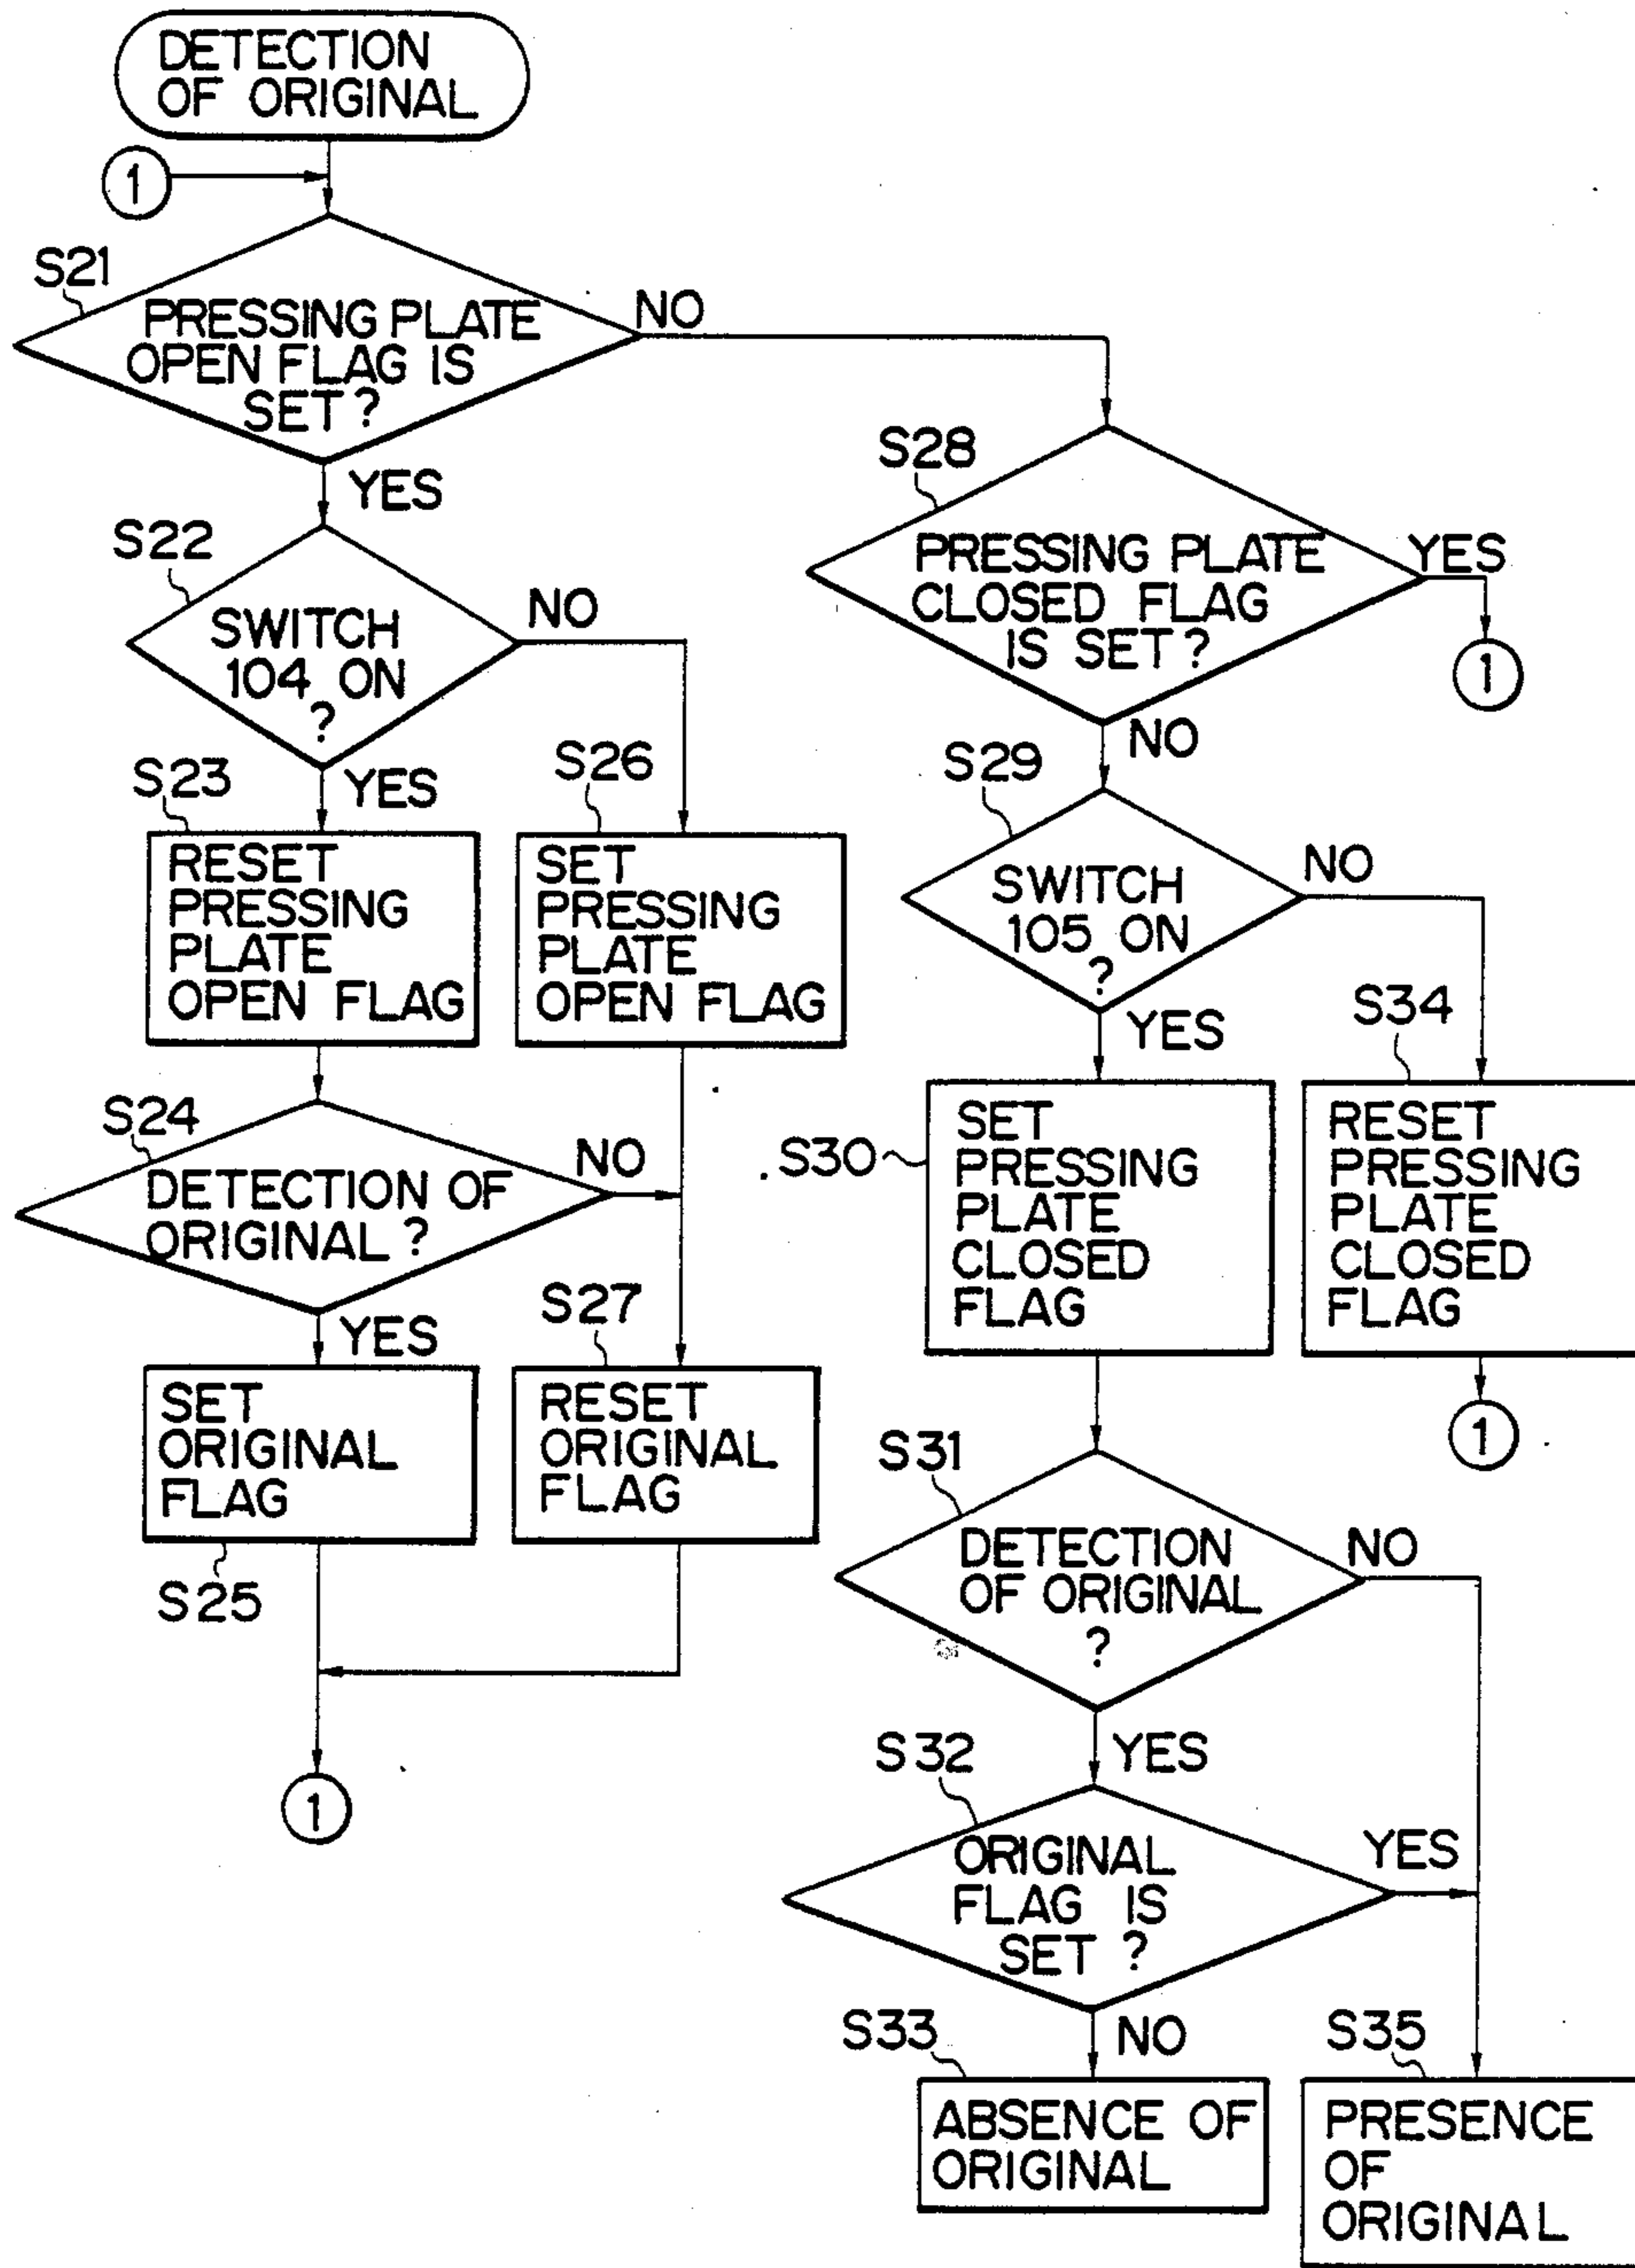 DETECTION
OF ORIGINAL
1
S21
PRESSING PLATE
OPEN FLAG IS
SET?
NO
YES
S22
SWITCH
104 ON
?
NO
YES
S23
RESET
PRESSING
PLATE
OPEN FLAG
S26
SET
PRESSING
PLATE
OPEN FLAG
S24
DETECTION OF
ORIGINAL?
NO
YES
SET
ORIGINAL
FLAG
S25
S27
RESET
ORIGINAL
FLAG
1
S28
PRESSING PLATE
CLOSED FLAG
IS SET?
YES
1
NO
S29
SWITCH
105 ON
?
NO
YES
S30
SET
PRESSING
PLATE
CLOSED
FLAG
S34
RESET
PRESSING
PLATE
CLOSED
FLAG
1
S31
DETECTION
OF ORIGINAL
?
NO
YES
S32
ORIGINAL
FLAG IS
SET ?
YES
NO
S33
ABSENCE OF
ORIGINAL
S35
PRESENCE
OF
ORIGINAL